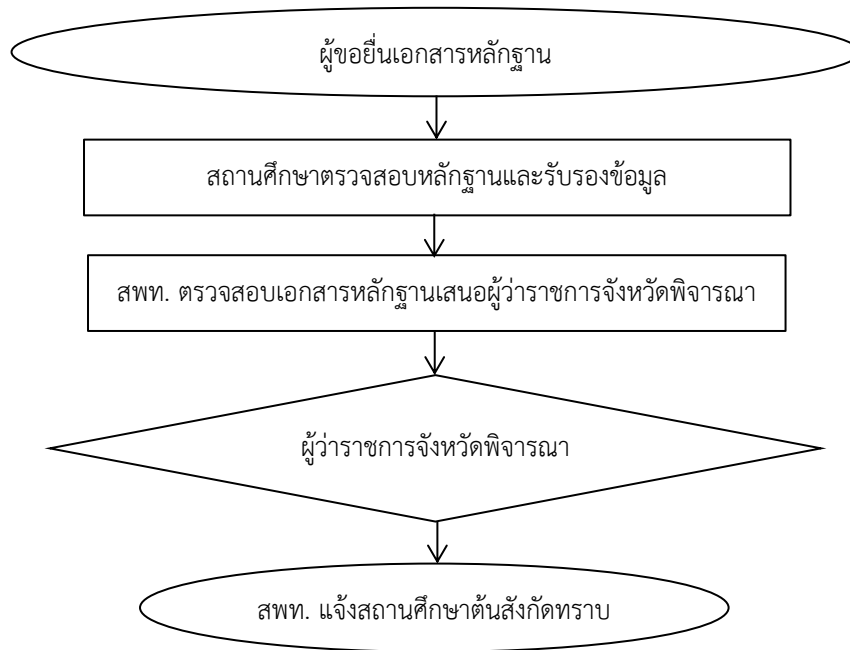 ผู้ขอยื่นเอกสารหลักฐาน
สถานศึกษาตรวจสอบหลักฐานและรับรองข้อมูล
สพท. ตรวจสอบเอกสารหลักฐานเสนอผู้ว่าราชการจังหวัดพิจารณา
ผู้ว่าราชการจังหวัดพิจารณา
สพท. แจ้งสถานศึกษาต้นสังกัดทราบ